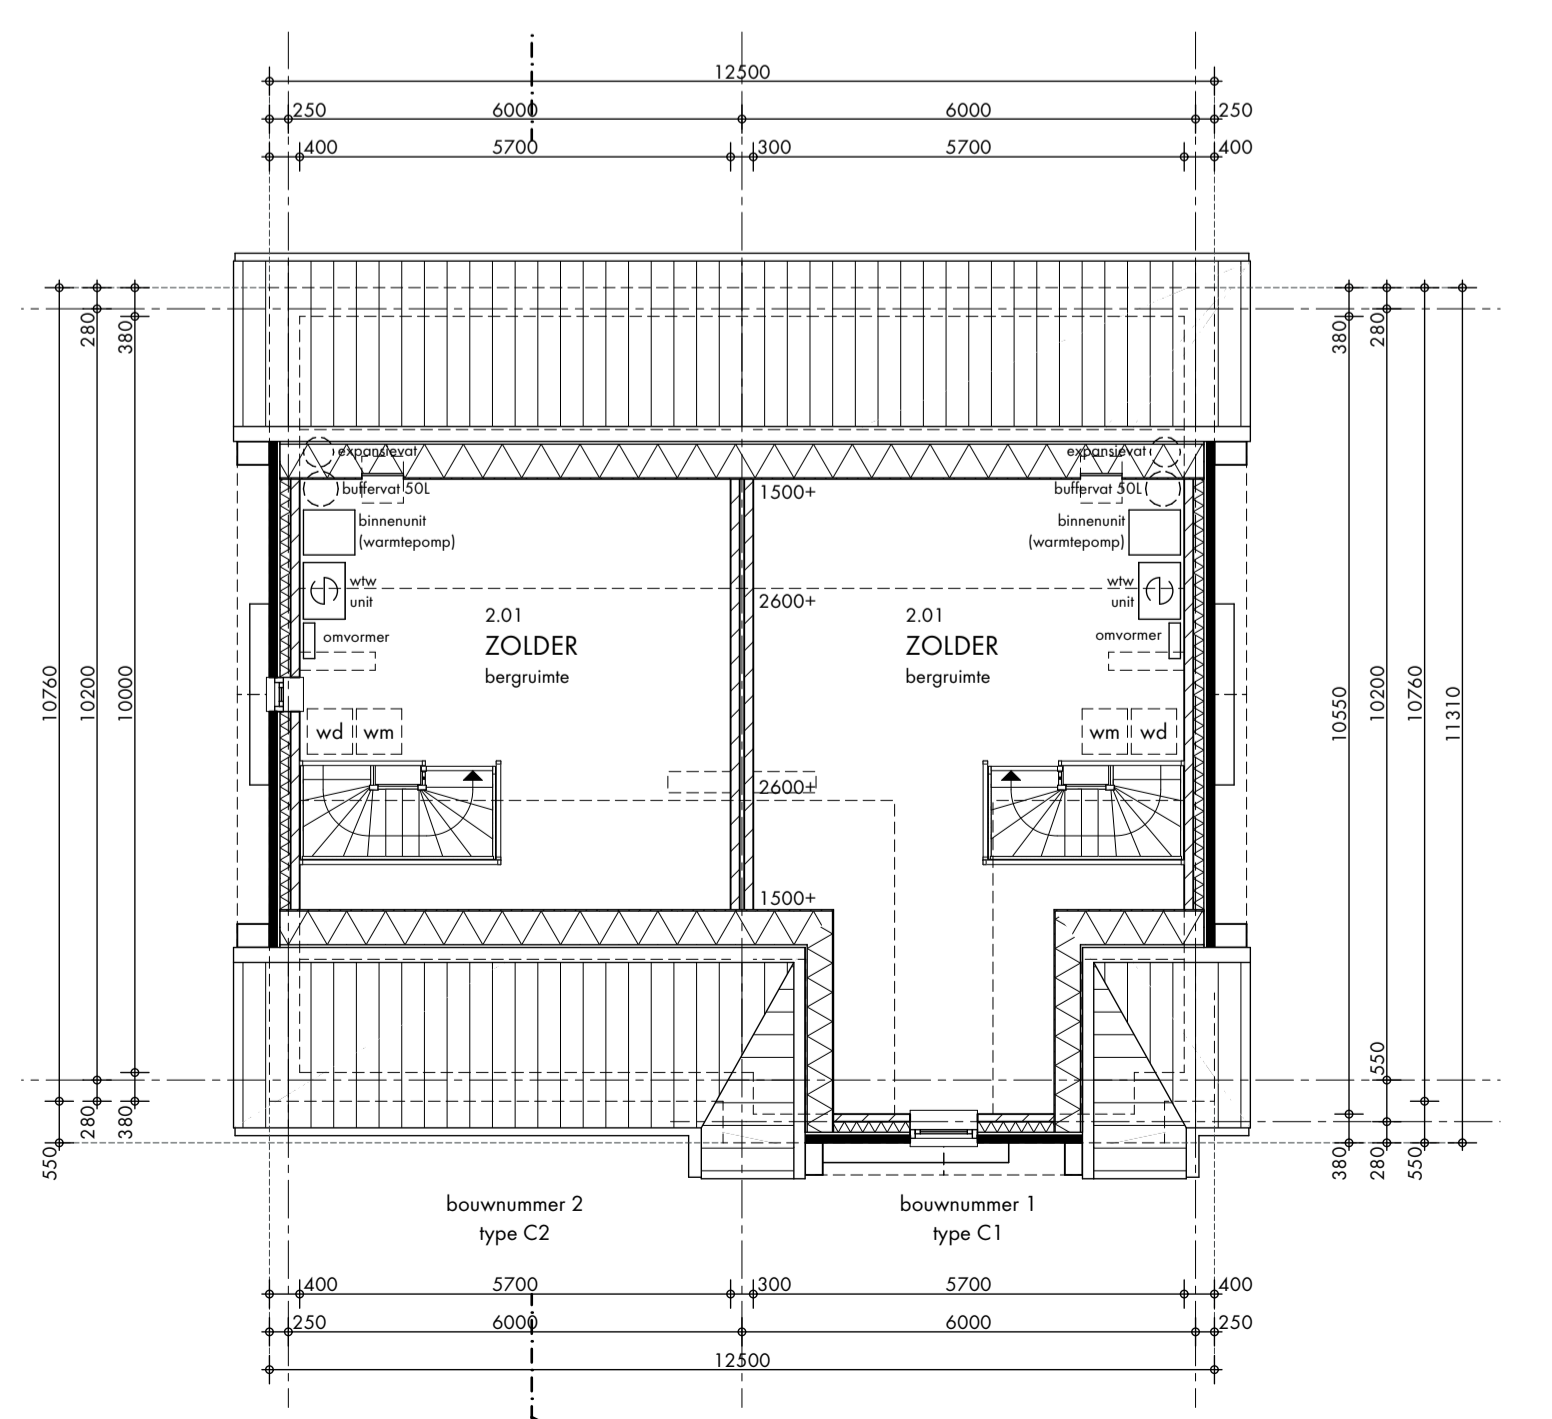 12500
250 6000 6000 250
400 5700 300 5700 400
280 380 380 280
expansievat expansievat
buffervat 50L 1500+ buffervat 50L
binnenunit binnenunit
(warmtepomp) (warmtepomp)
wtw wtw
unit 2600+ unit
2.01 2.01
omvormer omvormer
ZOLDER ZOLDER
bergruimte bergruimte
10760 10200 10000 10550 10200 10760 11310
wd wm wm wd
2600+
1500+
550
280 380
550 380 280 550
bouwnummer 2 bouwnummer 1
type C2 type C1
400 5700 300 5700 400
250 6000 6000 250
12500